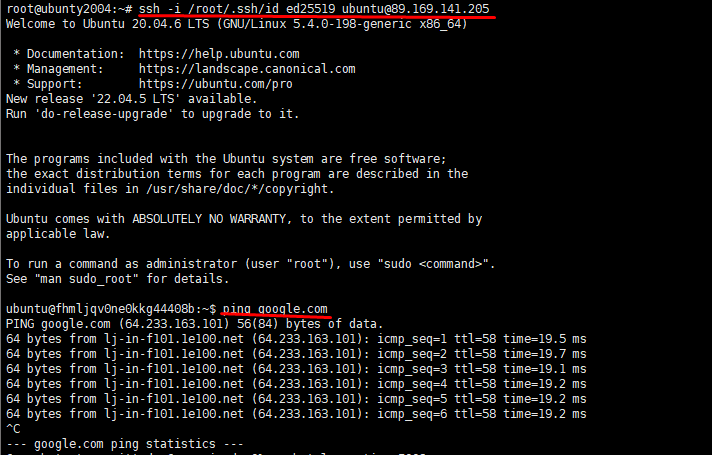 root@ubunty2004:~# ssh -i /root/.ssh/id_ed25519 ubuntu@89.169.141.205
Welcome to Ubuntu 20.04.6 LTS (GNU/Linux 5.4.0-198-generic x86_64)
* Documentation: https://help.ubuntu.com
* Management: https://landscape.canonical.com
* Support: https://ubuntu.com/pro
New release '22.04.5 LTS' available.
Run 'do-release-upgrade' to upgrade to it.
The programs included with the Ubuntu system are free software;
the exact distribution terms for each program are described in the
individual files in /usr/share/doc/*/copyright.
Ubuntu comes with ABSOLUTELY NO WARRANTY, to the extent permitted by
applicable law.
To run a command as administrator (user "root"), use "sudo <command>".
See "man sudo_root" for details.
ubuntu@fhmljqv0ne0kkg44408b:~$ ping google.com
PING google.com (64.233.163.101) 56(84) bytes of data.
64 bytes from lj-in-f101.1e100.net (64.233.163.101): icmp_seq=1 ttl=58 time=19.5 ms
64 bytes from lj-in-f101.1e100.net (64.233.163.101): icmp_seq=2 ttl=58 time=19.7 ms
64 bytes from lj-in-f101.1e100.net (64.233.163.101): icmp_seq=3 ttl=58 time=19.1 ms
64 bytes from lj-in-f101.1e100.net (64.233.163.101): icmp_seq=4 ttl=58 time=19.2 ms
64 bytes from lj-in-f101.1e100.net (64.233.163.101): icmp_seq=5 ttl=58 time=19.2 ms
64 bytes from lj-in-f101.1e100.net (64.233.163.101): icmp_seq=6 ttl=58 time=19.2 ms
^C
--- google.com ping statistics ---